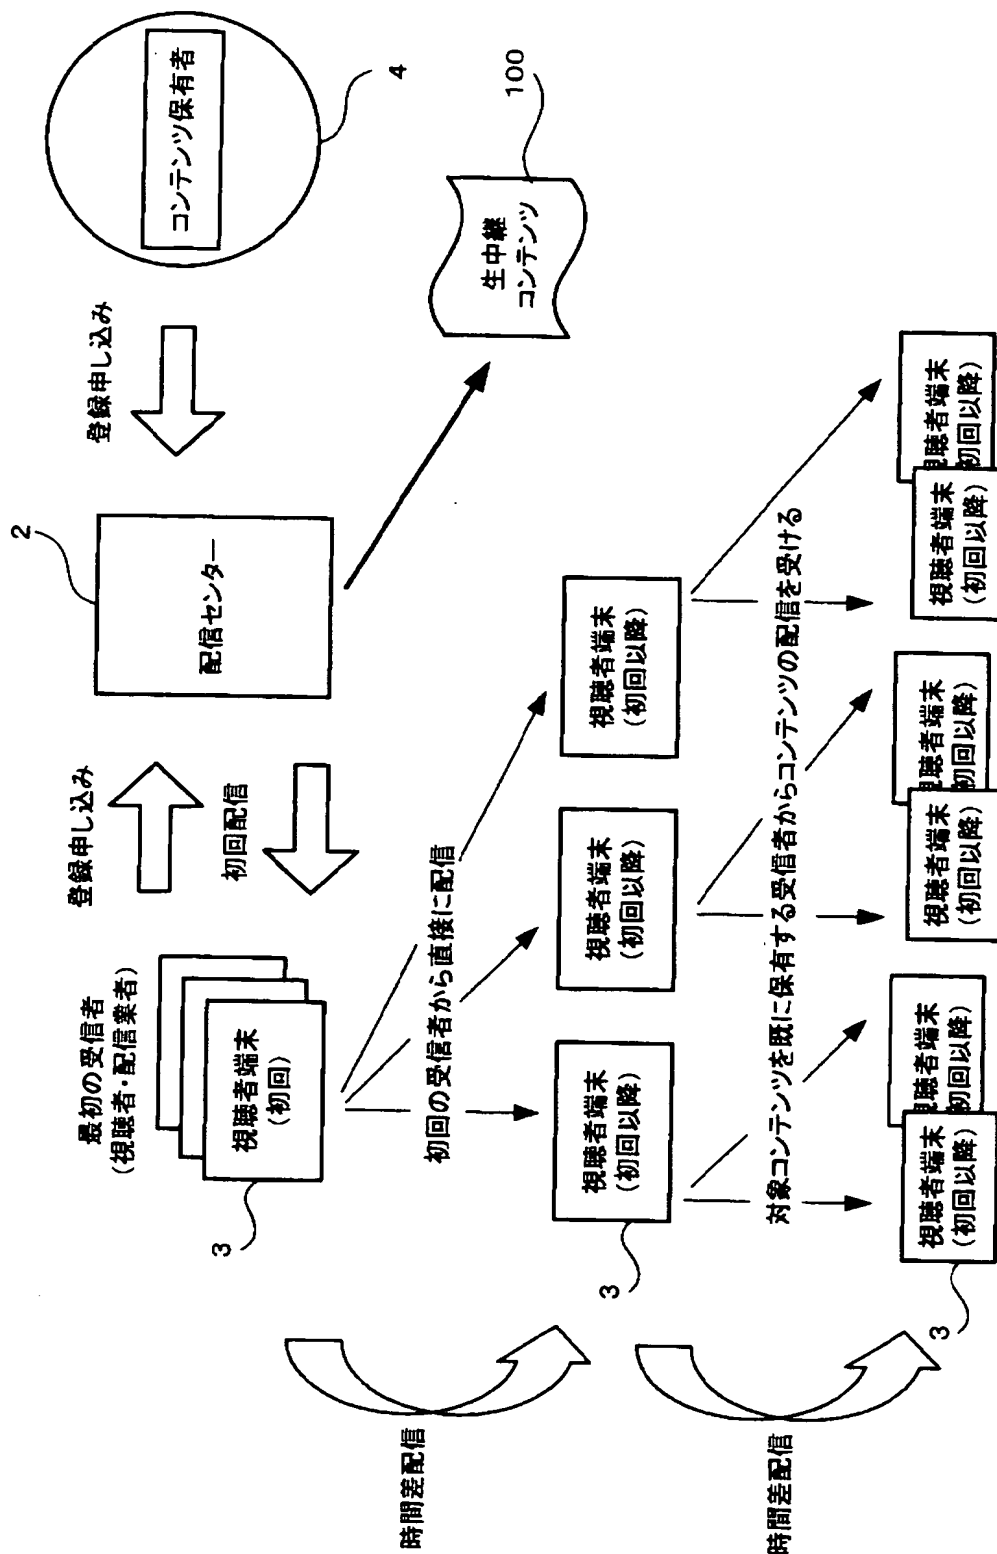 最初の受信者
(視聴者・配信業者)
登録申し込み
2
登録申し込み
コンテンツ保有者
4
視聴者端末
(初回)
3
初回配信
配信センター
生中継
コンテンツ
100
時間差配信
初回の受信者から直接に配信
視聴者端末
(初回以降)
視聴者端末
(初回以降)
視聴者端末
(初回以降)
3
時間差配信
対象コンテンツを既に保有する受信者からコンテンツの配信を受ける
視聴者端末
(初回以降)
視聴者端末
初回以降)
視聴者端末
(初回以降)
視聴者端末
初回以降)
視聴者端末
(初回以降)
視聴者端末
初回以降)
3